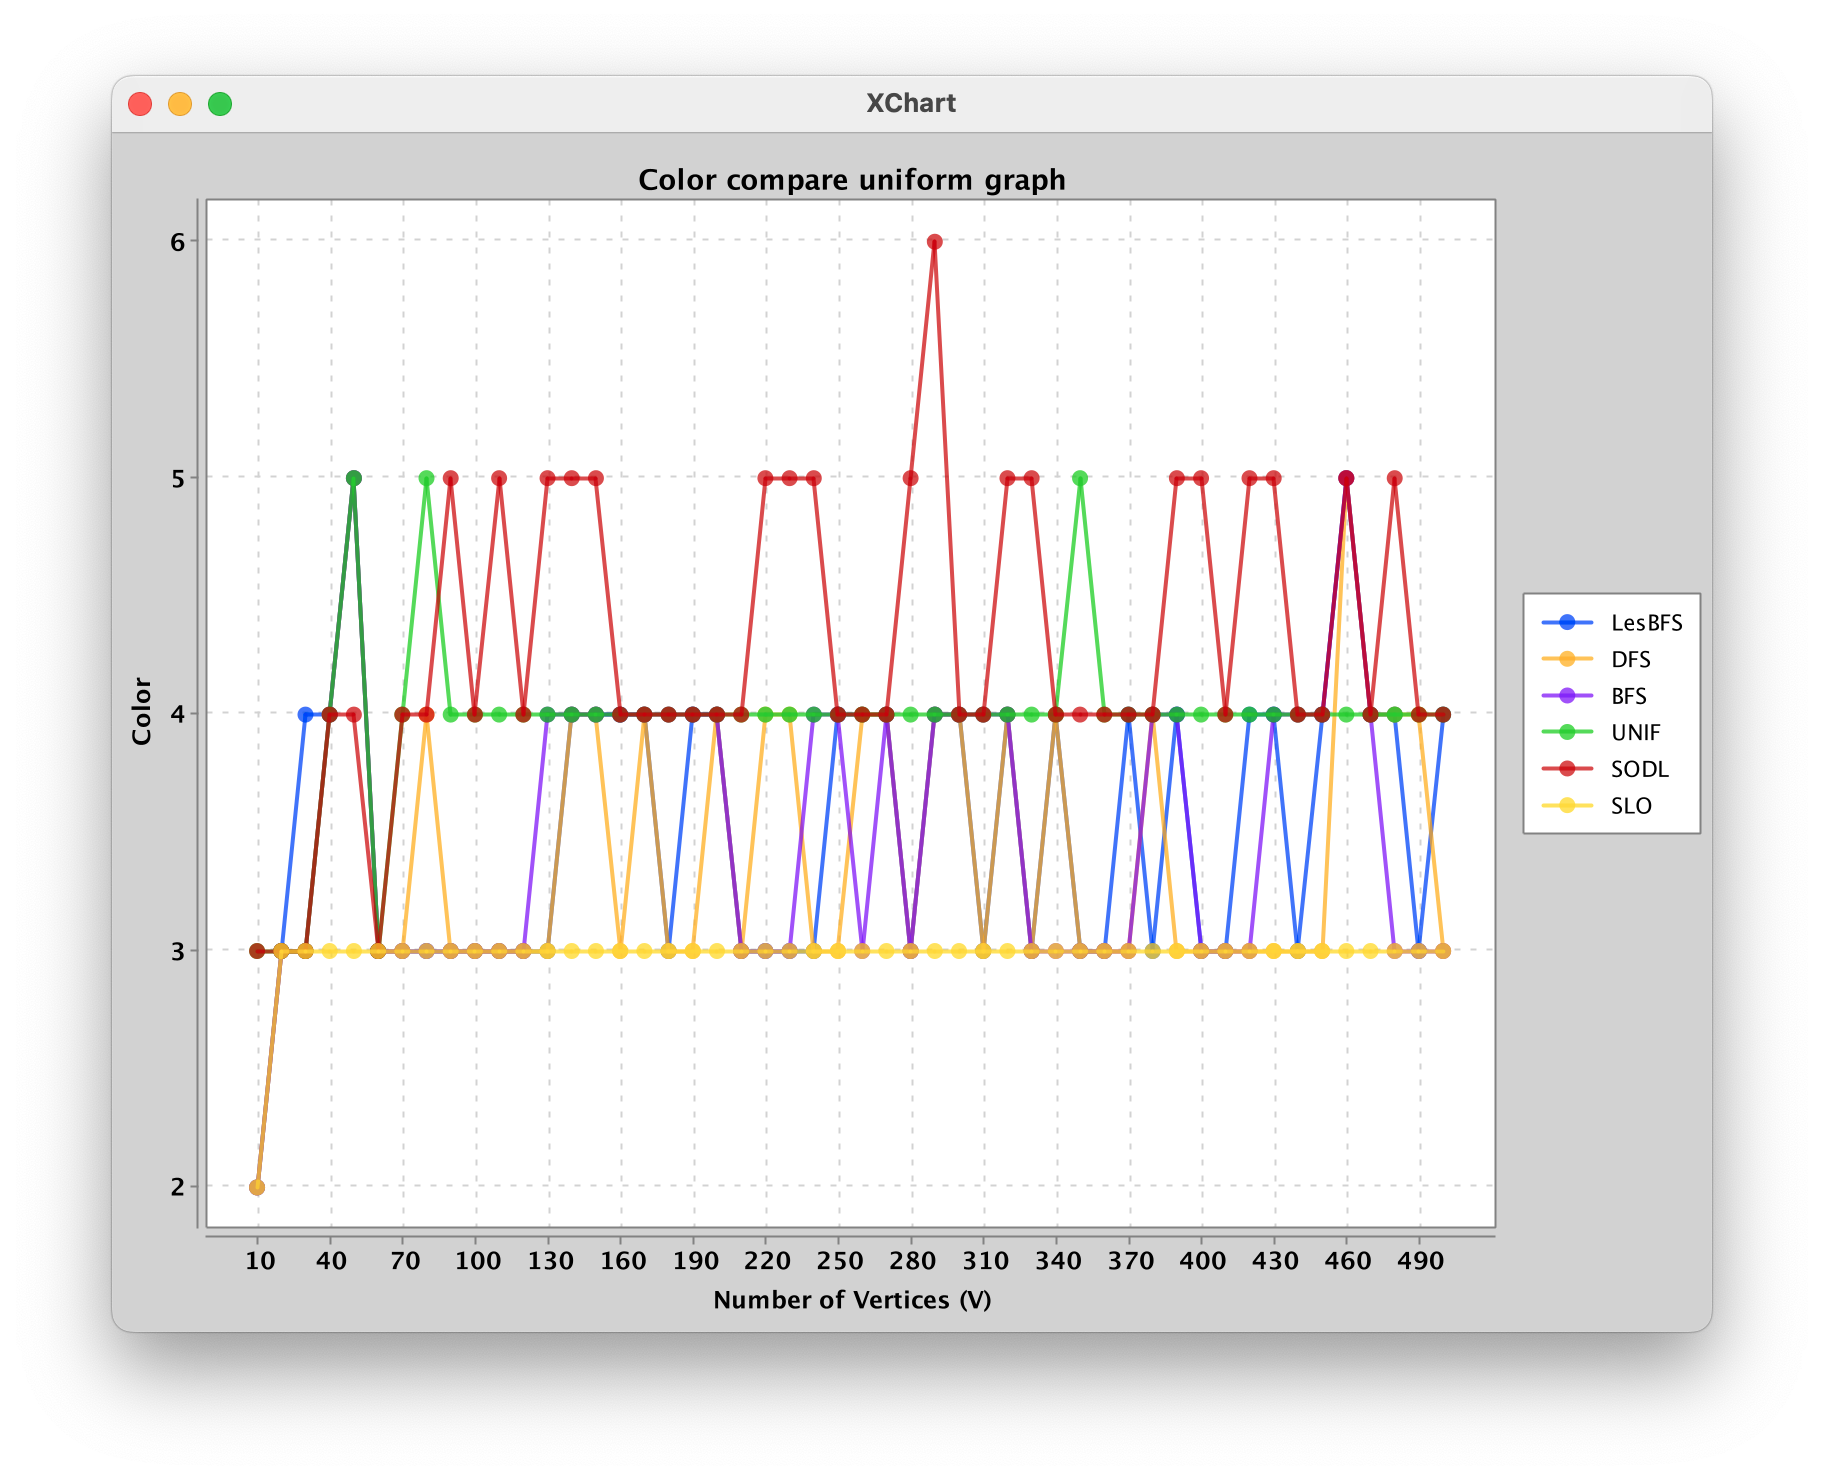 XChart
Color compare uniform graph
6
5
4
3
2
Color
10 40 70 100 130 160 190 220 250 280 310 340 370 400 430 460 490
Number of Vertices (V)
LesBFS
DFS
BFS
UNIF
SODL
SLO